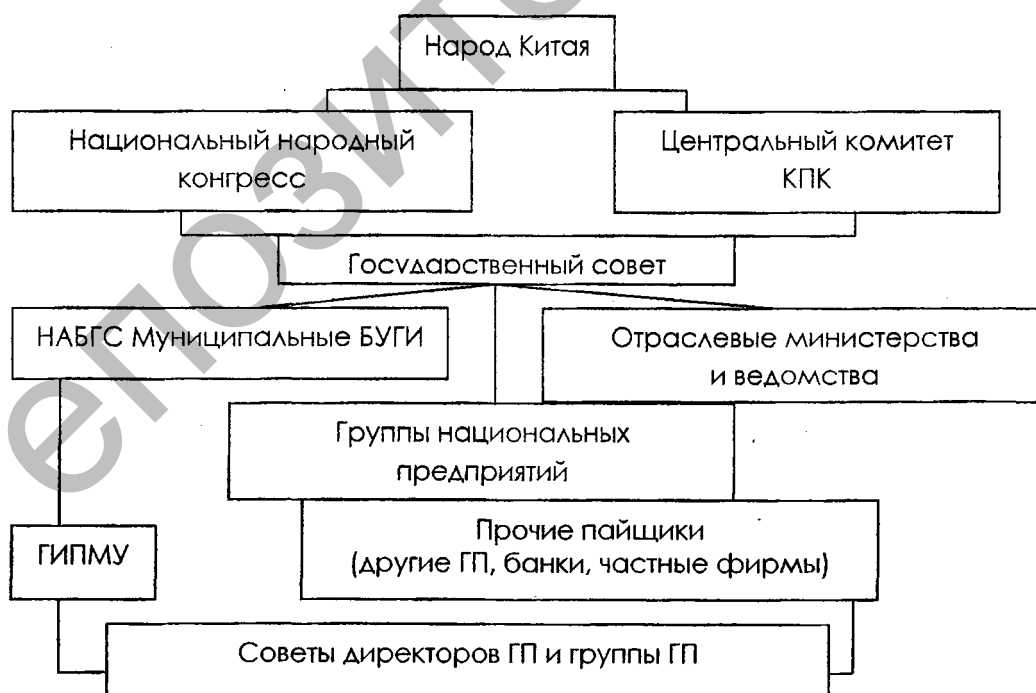 Народ Китая
Национальный народный
конгресс
Центральный комитет
КПК
Государственный совет
НАБГС Муниципальные БУГИ
Отраслевые министерства
и ведомства
Группы национальных
предприятий
Прочие пайщики
(другие ГП, банки, частные фирмы)
ГИПМУ
Советы директоров ГП и группы ГП
епозито